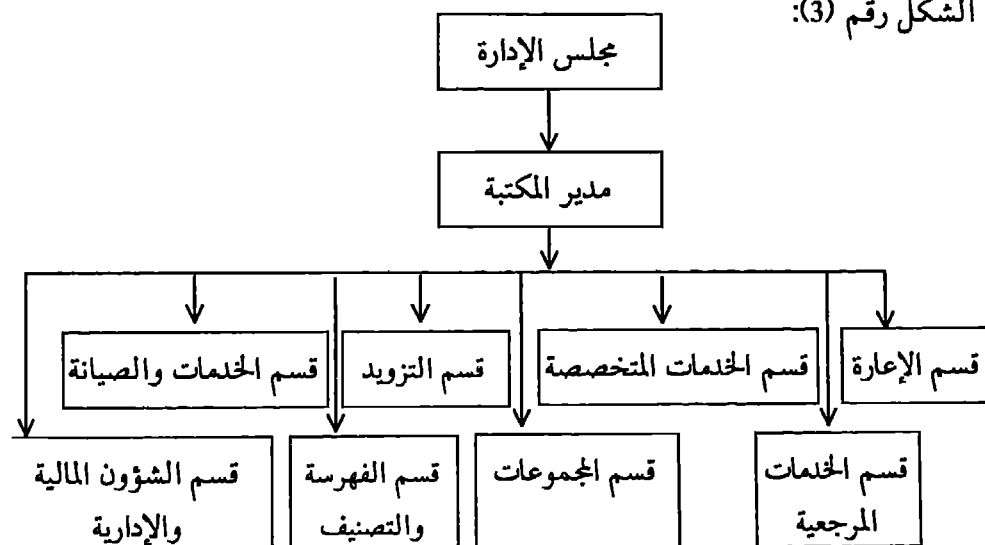 الشكل رقم (3):
مجلس الإدارة
مدير المكتبة
قسم الإعارة
قسم الخدمات المتخصصة
قسم التزويد
قسم الخدمات والصيانة
قسم الخدمات
المرجعية
قسم المجموعات
قسم الفهرسة
والتصنيف
قسم الشؤون المالية
والإدارية